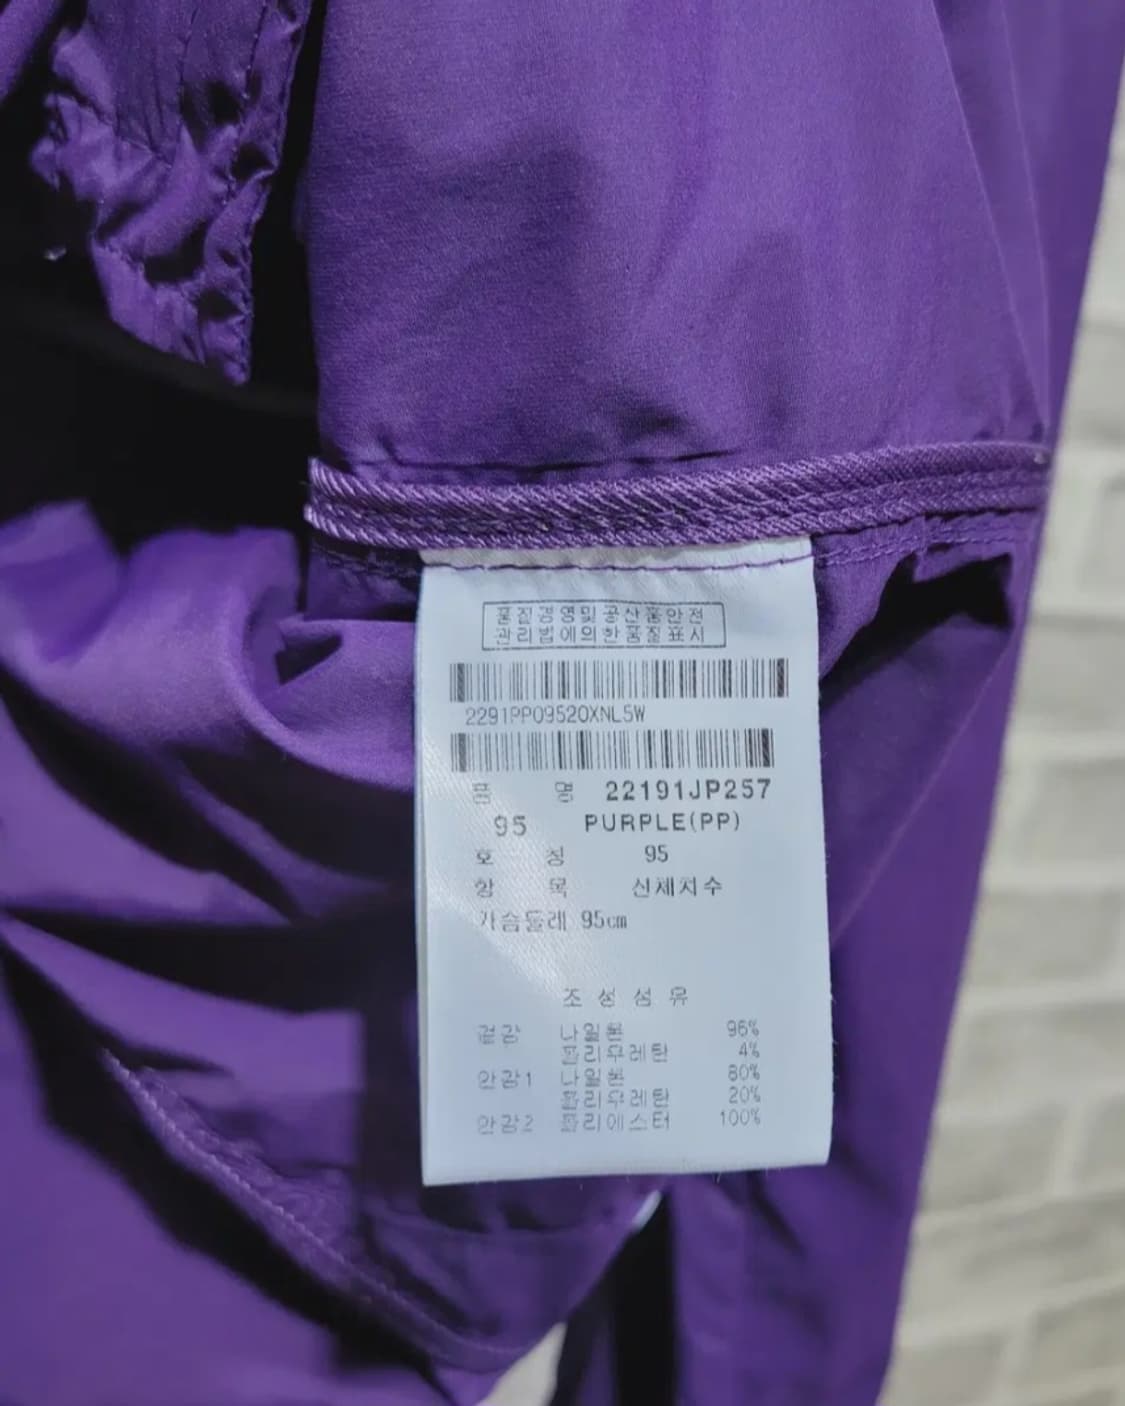 품질경영및공산품안전
관리법에의한품질표시
2291PP09520XNL5W
품 명 22191JP257
95 PURPLE(PP)
호 칭 95
항 목 신체치수
가슴둘레 95cm
조 성 섬 유
겉감 나일론 96%
폴리우레탄 4%
안감1 나일론 80%
폴리우레탄 20%
안감2 폴리에스터 100%